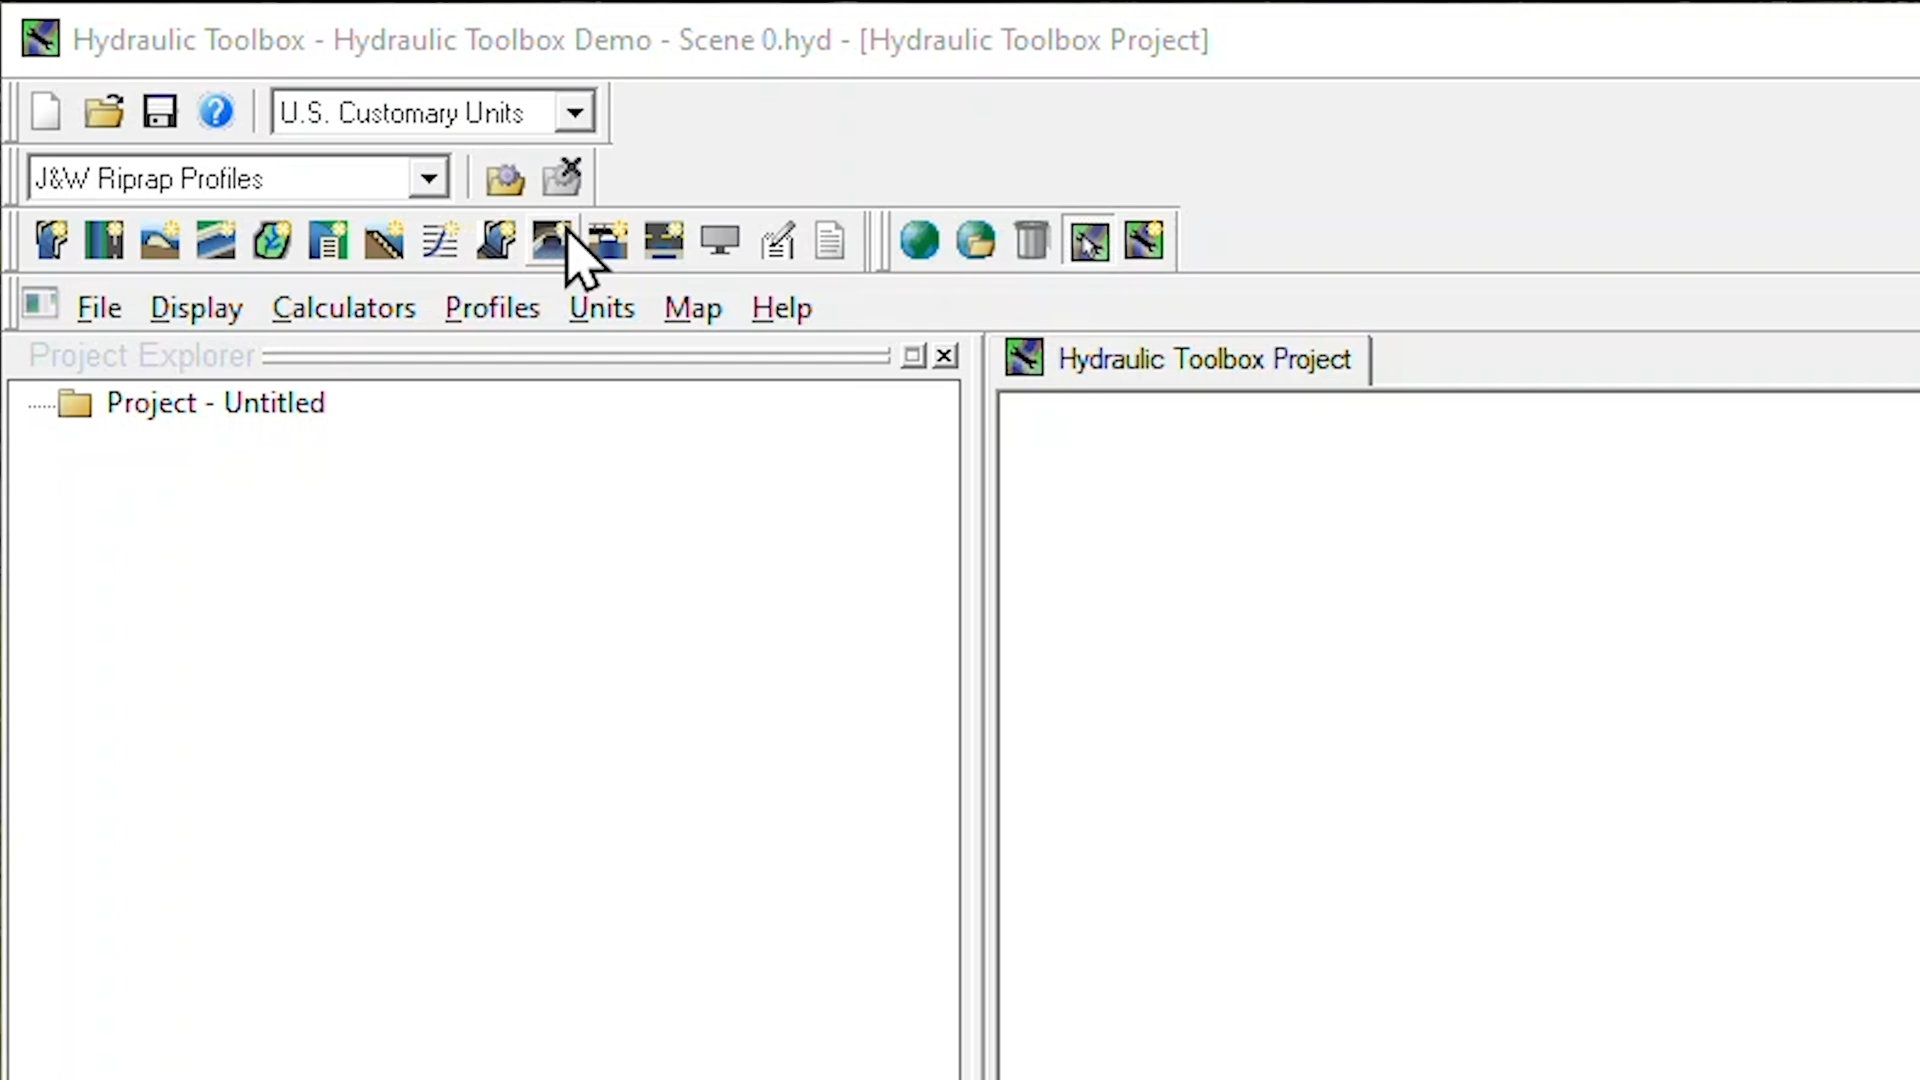 Hydraulic Toolbox - Hydraulic Toolbox Demo - Scene 0.hyd - [Hydraulic Toolbox Project]
U.S. Customary Units
J&W Riprap Profiles
File Display Calculators Profiles Units Map Help
Project Explorer
Hydraulic Toolbox Project
Project - Untitled